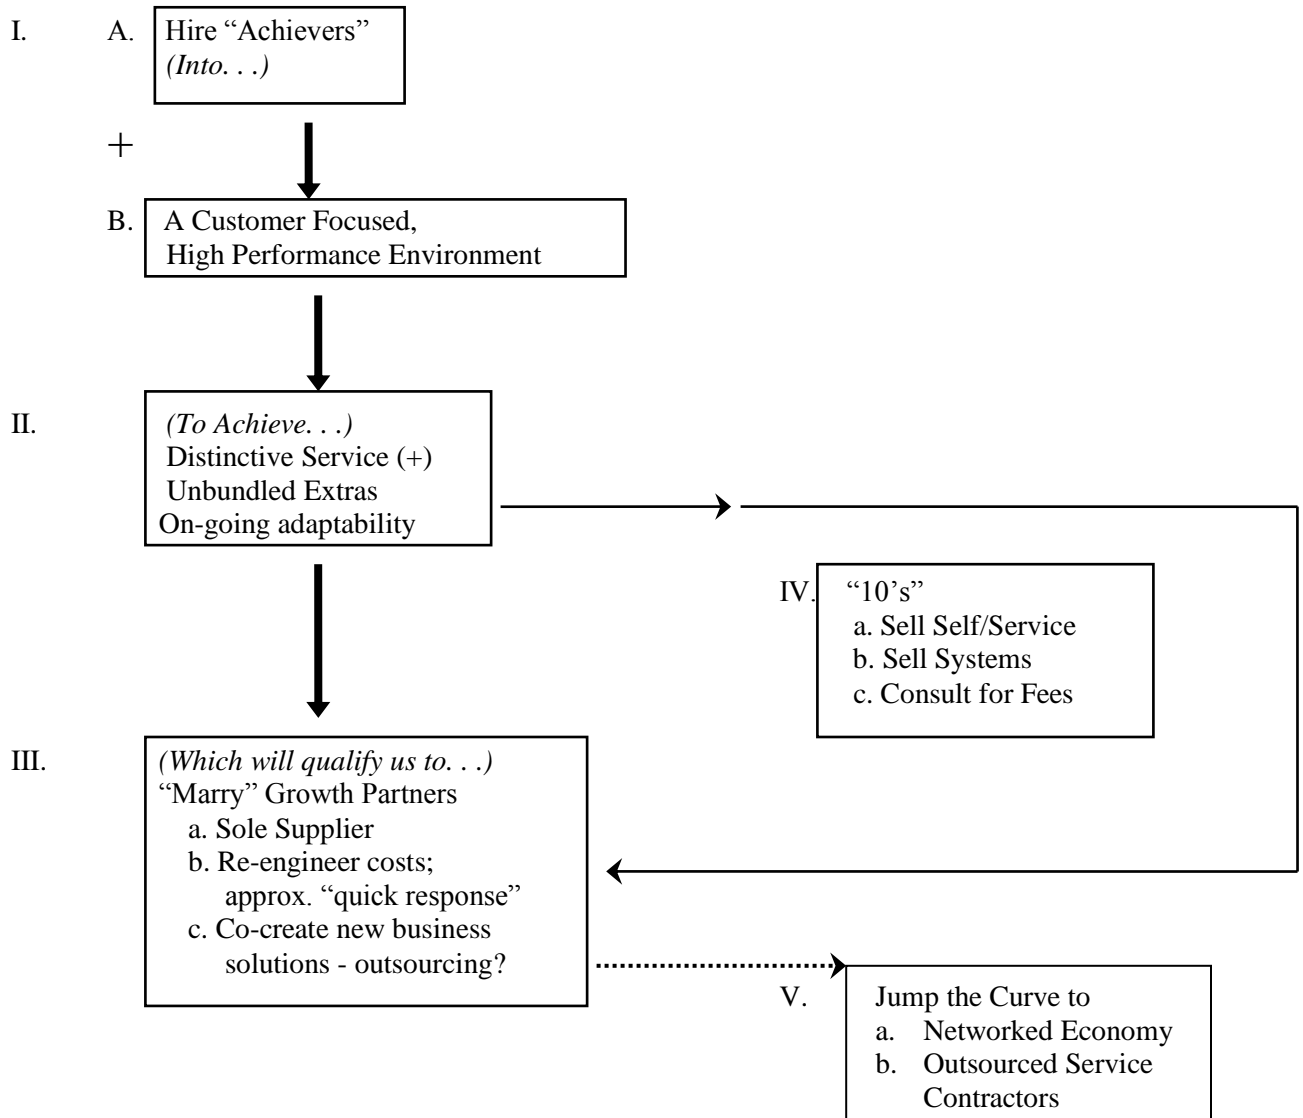 I. A. Hire “Achievers”
(Into. . .)
+
B. A Customer Focused,
High Performance Environment
II. (To Achieve. . .)
Distinctive Service (+)
Unbundled Extras
On-going adaptability
IV. “10’s”
a. Sell Self/Service
b. Sell Systems
c. Consult for Fees
III. (Which will qualify us to. . .)
“Marry” Growth Partners
a. Sole Supplier
b. Re-engineer costs;
approx. “quick response”
c. Co-create new business
solutions - outsourcing?
V. Jump the Curve to
a. Networked Economy
b. Outsourced Service
Contractors